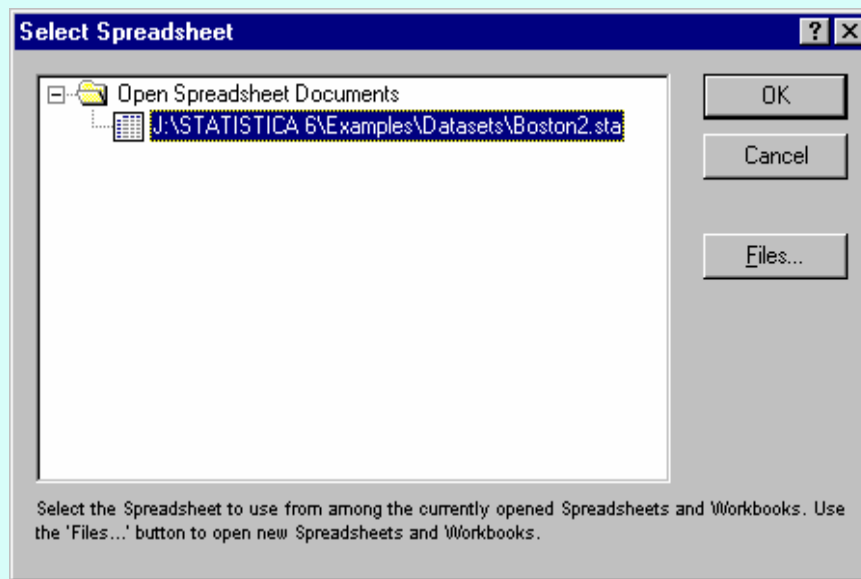 Select Spreadsheet
Open Spreadsheet Documents
J:\STATISTICA 6\Examples\Datasets\Boston2.sta
OK
Cancel
Files...
Select the Spreadsheet to use from among the currently opened Spreadsheets and Workbooks. Use
the 'Files...' button to open new Spreadsheets and Workbooks.